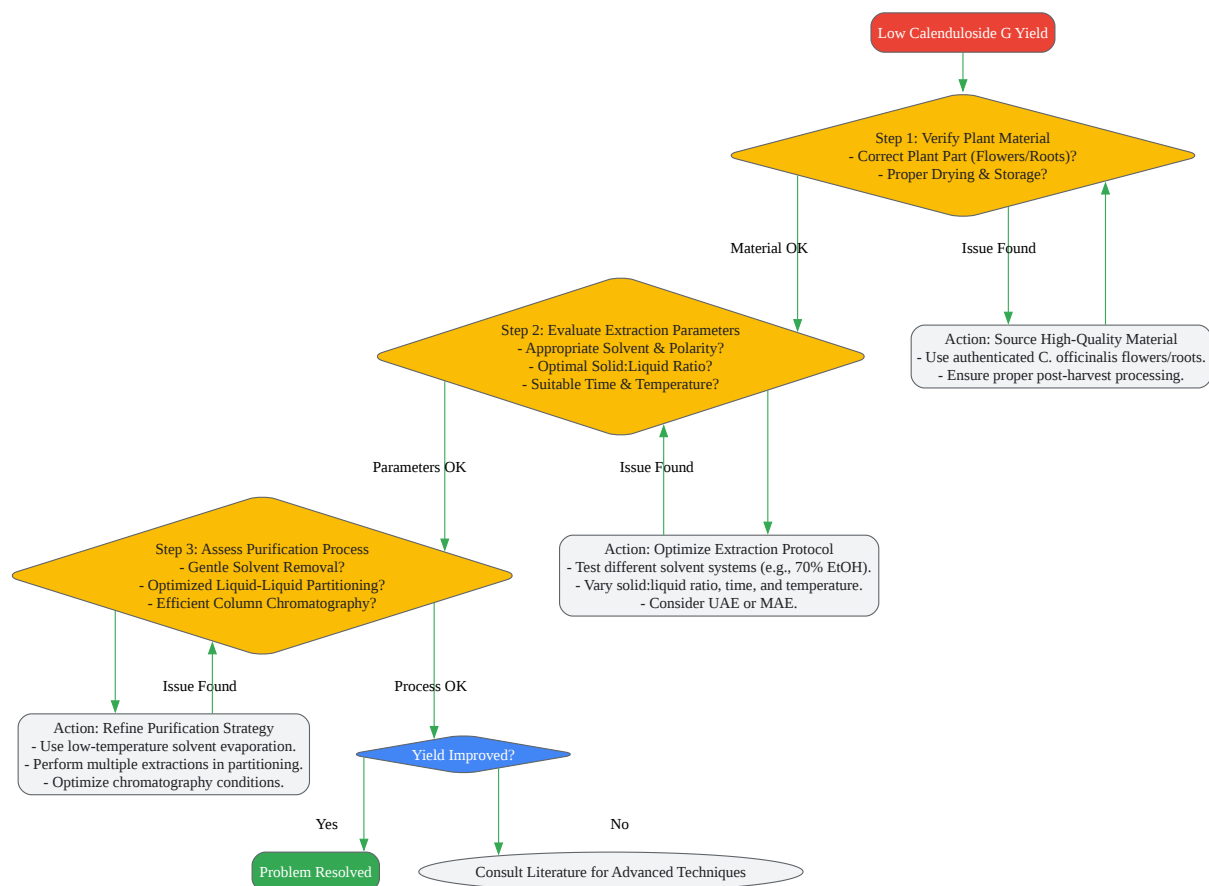 Low Calenduloside G Yield
Step 1: Verify Plant Material
- Correct Plant Part (Flowers/Roots)?
- Proper Drying & Storage?
Material OK
Issue Found
Step 2: Evaluate Extraction Parameters
- Appropriate Solvent & Polarity?
- Optimal Solid:Liquid Ratio?
- Suitable Time & Temperature?
Action: Source High-Quality Material
- Use authenticated C. officinalis flowers/roots.
- Ensure proper post-harvest processing.
Parameters OK
Issue Found
Step 3: Assess Purification Process
- Gentle Solvent Removal?
- Optimized Liquid-Liquid Partitioning?
- Efficient Column Chromatography?
Action: Optimize Extraction Protocol
- Test different solvent systems (e.g., 70% EtOH).
- Vary solid:liquid ratio, time, and temperature.
- Consider UAE or MAE.
Issue Found
Process OK
Action: Refine Purification Strategy
- Use low-temperature solvent evaporation.
- Perform multiple extractions in partitioning.
- Optimize chromatography conditions.
Yield Improved?
Yes
No
Problem Resolved
Consult Literature for Advanced Techniques